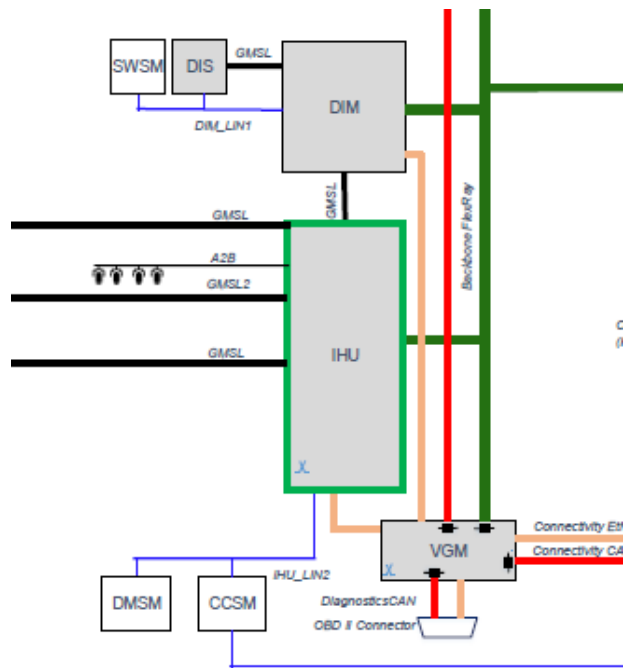 GMSL
SWSM
DIS
DIM
DIM_LIN1
GMSL
Backbone FlexRay
GMSL
A2B
GMSL2
IHU
GMSL
Connectivity Eth
VGM
Connectivity CA
IHU_LIN2
DMSM
CCSM
DiagnosticsCAN
OBD II Connector